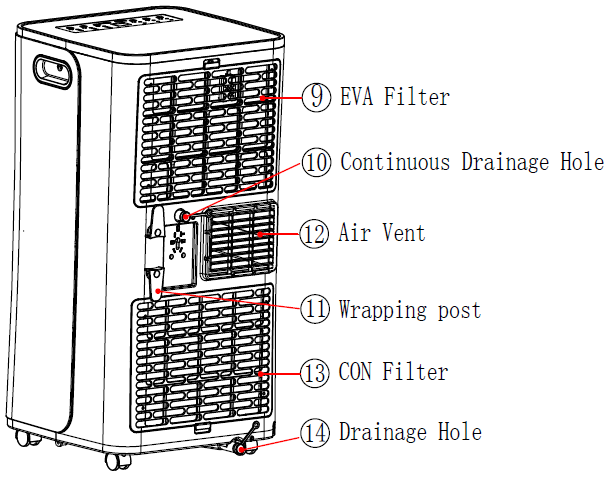 ⑨ EVA Filter
⑩ Continuous Drainage Hole
⑫ Air Vent
⑪ Wrapping post
⑬ CON Filter
⑭ Drainage Hole